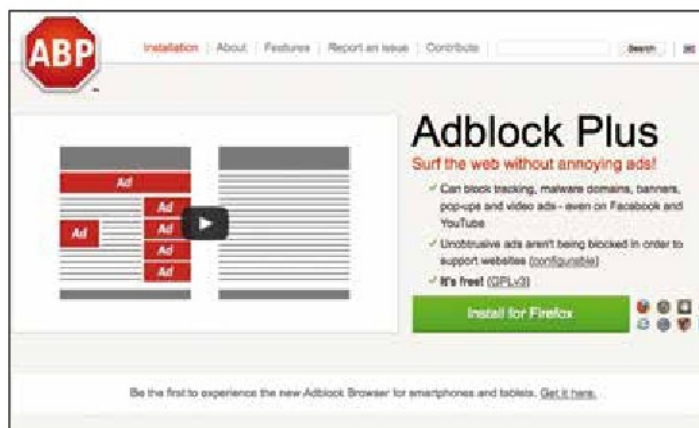 ABP
Installation | About | Features | Report an issue | Contribute
Search
Adblock Plus
Surf the web without annoying ads!
Ad
Ad
Ad
Ad
Ad
Ad
Can block tracking, malware domains, banners,
pop-ups and video ads - even on Facebook and
YouTube
Unobtrusive ads aren't being blocked in order to
support websites (configurable)
It's free! (GPLv3)
Install for Firefox
Be the first to experience the new Adblock Browser for smartphones and tablets. Get it here.